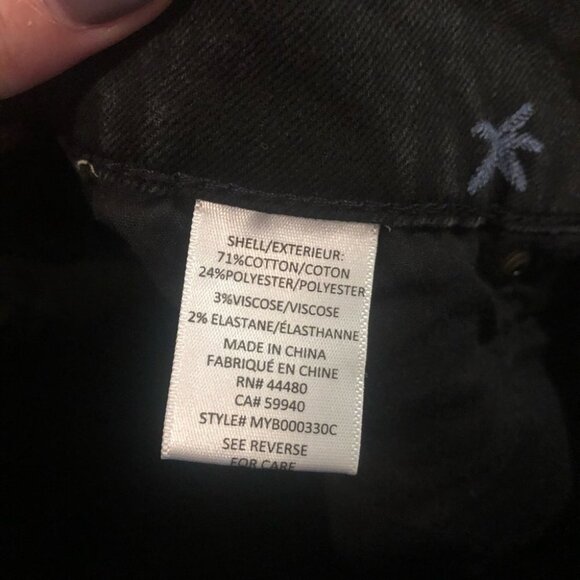 SHELL/EXTERIEUR:
71%COTTON/COTON
24%POLYESTER/POLYESTER
3%VISCOSE/VISCOSE
2% ELASTANE/ÉLASTHANNE
MADE IN CHINA
FABRIQUÉ EN CHINE
RN# 44480
CA# 59940
STYLE# MYB000330C
SEE REVERSE
FOR CARE